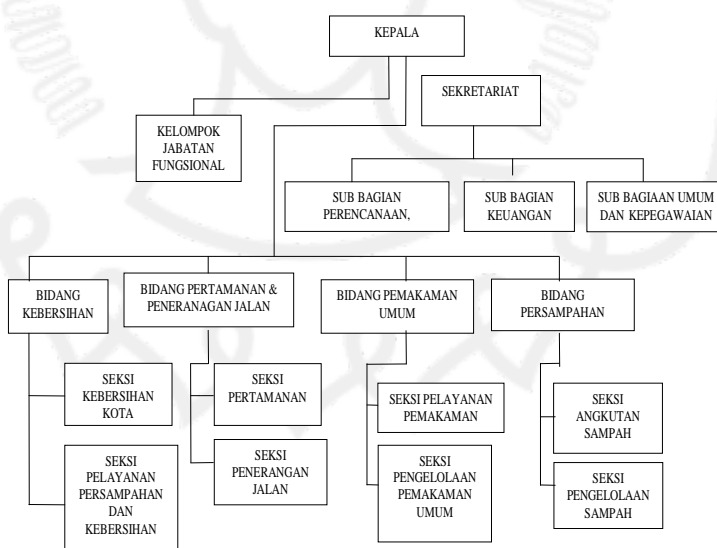 KEPALA
SEKRETARIAT
KELOMPOK
JABATAN
FUNGSIONAL
SUB BAGIAN
PERENCANAAN,
SUB BAGIAN
KEUANGAN
SUB BAGIAAN UMUM
DAN KEPEGAWAIAN
BIDANG
KEBERSIHAN
BIDANG PERTAMANAN &
PENERANAGAN JALAN
BIDANG PEMAKAMAN
UMUM
BIDANG
PERSAMPAHAN
SEKSI
KEBERSIHAN
KOTA
SEKSI
PELAYANAN
PERSAMPAHAN
DAN
KEBERSIHAN
SEKSI
PERTAMANAN
SEKSI
PENERANGAN
JALAN
SEKSI PELAYANAN
PEMAKAMAN
SEKSI
PENGELOLAAN
PEMAKAMAN
UMUM
SEKSI
ANGKUTAN
SAMPAH
SEKSI
PENGELOLAAN
SAMPAH